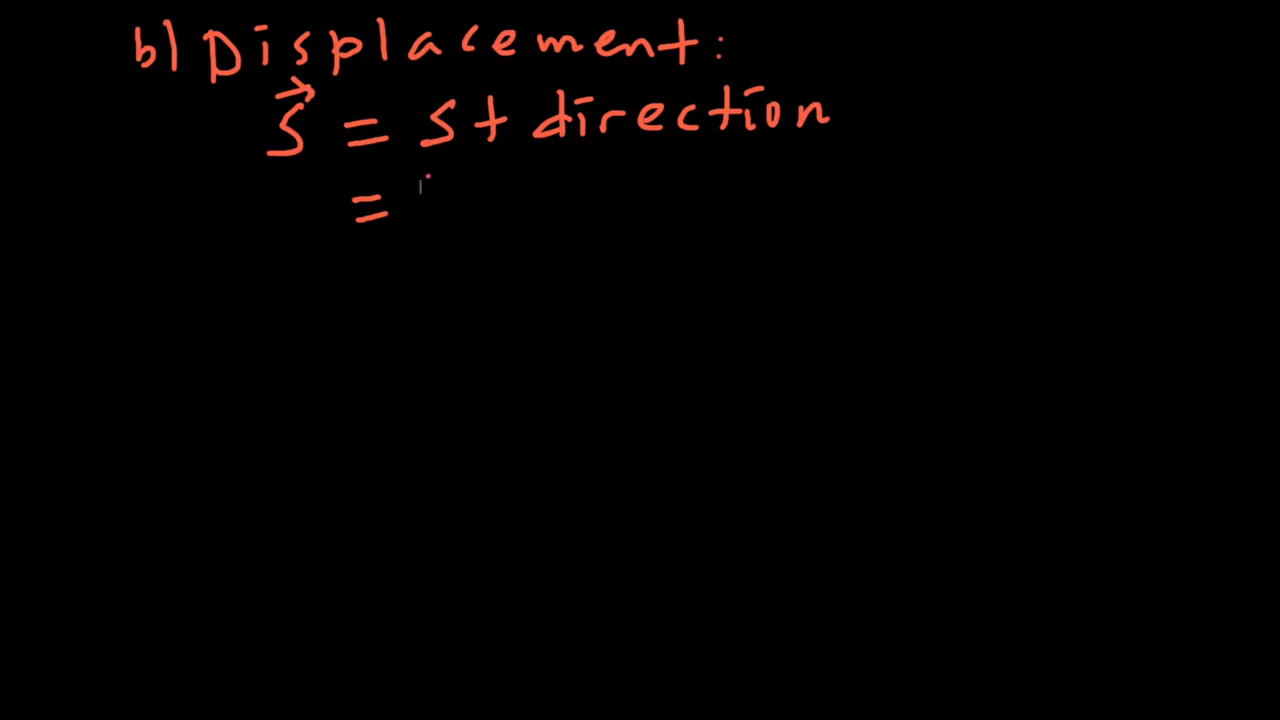 b) Displacement:
s⃗ = s + direction
=